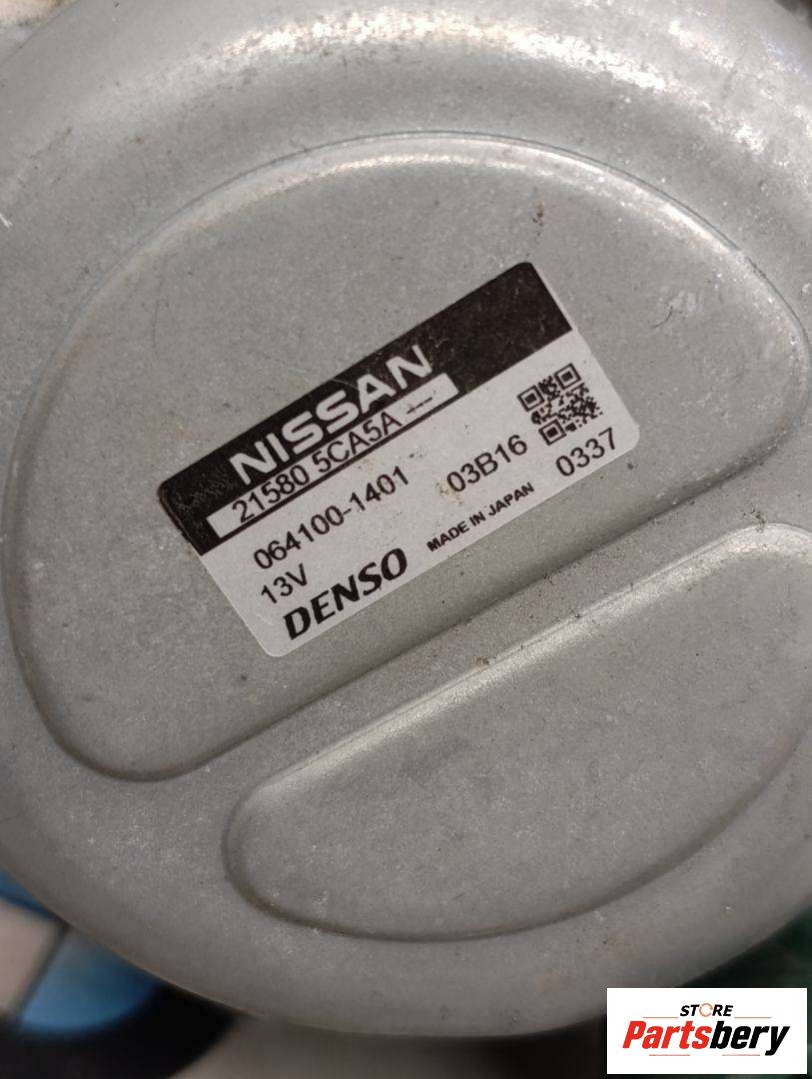 NISSAN
21580 5CA5A
064100-1401 03B16
13V
DENSO MADE IN JAPAN 0337
STORE
Partsbery